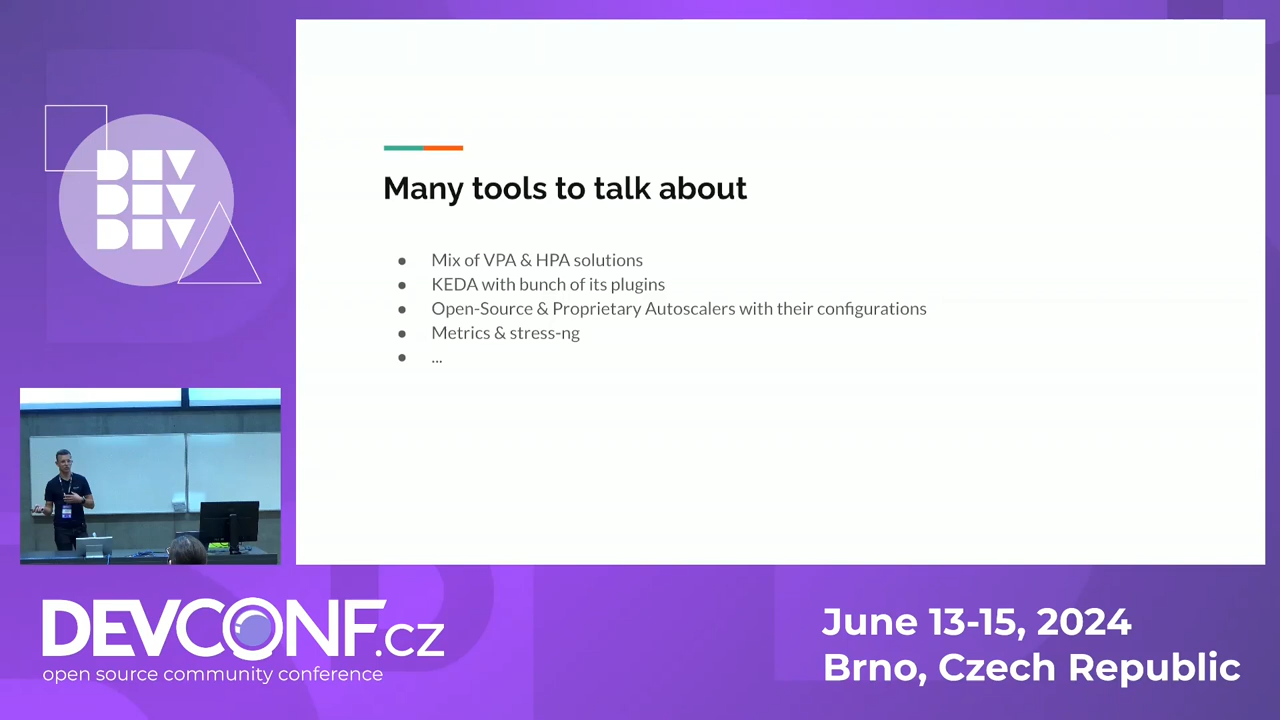 DEV
DEV
DEV
Many tools to talk about
● Mix of VPA & HPA solutions
● KEDA with bunch of its plugins
● Open-Source & Proprietary Autoscalers with their configurations
● Metrics & stress-ng
● ...
DEVCONF.cz
open source community conference
June 13-15, 2024
Brno, Czech Republic